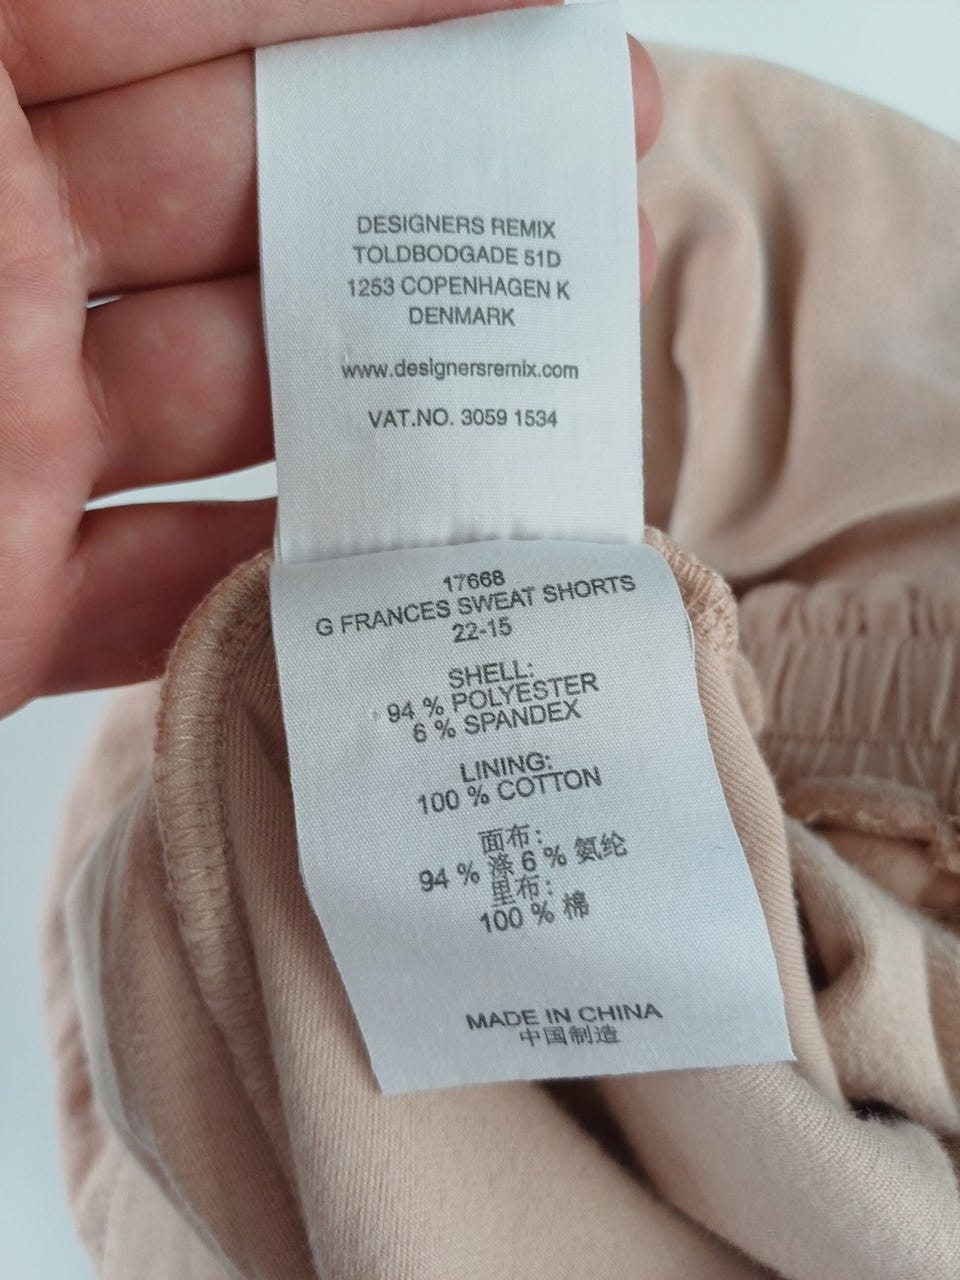 DESIGNERS REMIX
TOLDBODGADE 51D
1253 COPENHAGEN K
DENMARK
www.designersremix.com
VAT.NO. 3059 1534
17668
G FRANCES SWEAT SHORTS
22-15
SHELL:
94 % POLYESTER
6 % SPANDEX
LINING:
100 % COTTON
面布:
94 % 涤 6 % 氨纶
里布:
100 % 棉
MADE IN CHINA
中国制造